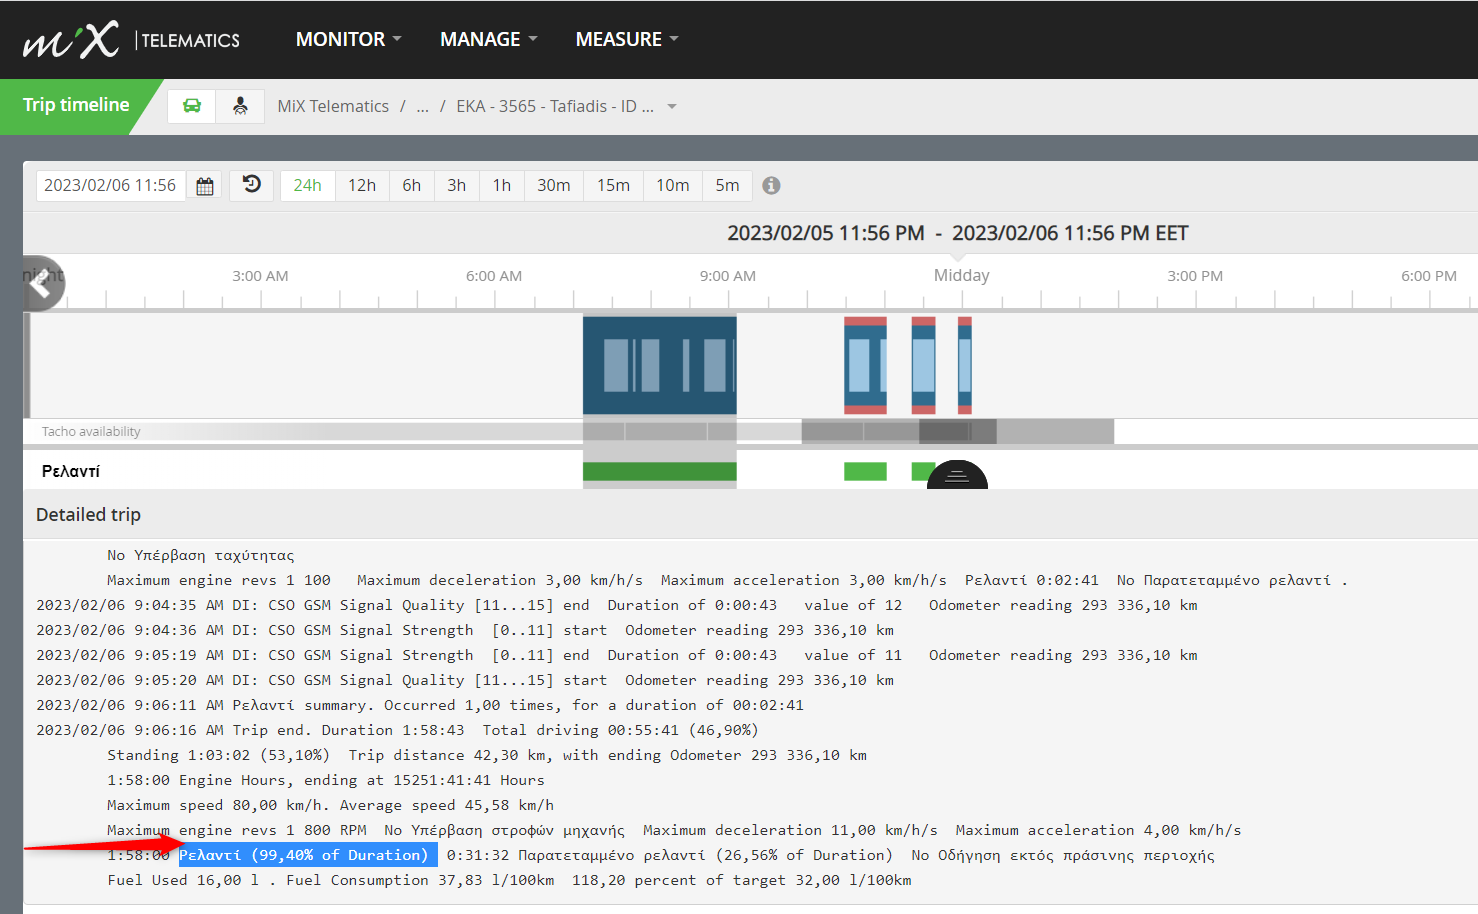 mix | TELEMATICS MONITOR MANAGE MEASURE
Trip timeline MiX Telematics / ... / EKA - 3565 - Tafiadis - ID ...
2023/02/06 11:56 24h 12h 6h 3h 1h 30m 15m 10m 5m
2023/02/05 11:56 PM - 2023/02/06 11:56 PM EET
night 3:00 AM 6:00 AM 9:00 AM Midday 3:00 PM 6:00 PM
Tacho availability
Ρελαντί
Detailed trip
No Υπέρβαση ταχύτητας
Maximum engine revs 1 100 Maximum deceleration 3,00 km/h/s Maximum acceleration 3,00 km/h/s Ρελαντί 0:02:41 No Παρατεταμμένο ρελαντί .
2023/02/06 9:04:35 AM DI: CSO GSM Signal Quality [11...15] end Duration of 0:00:43 value of 12 Odometer reading 293 336,10 km
2023/02/06 9:04:36 AM DI: CSO GSM Signal Strength [0..11] start Odometer reading 293 336,10 km
2023/02/06 9:05:19 AM DI: CSO GSM Signal Strength [0..11] end Duration of 0:00:43 value of 11 Odometer reading 293 336,10 km
2023/02/06 9:05:20 AM DI: CSO GSM Signal Quality [11...15] start Odometer reading 293 336,10 km
2023/02/06 9:06:11 AM Ρελαντί summary. Occurred 1,00 times, for a duration of 00:02:41
2023/02/06 9:06:16 AM Trip end. Duration 1:58:43 Total driving 00:55:41 (46,90%)
Standing 1:03:02 (53,10%) Trip distance 42,30 km, with ending Odometer 293 336,10 km
1:58:00 Engine Hours, ending at 15251:41:41 Hours
Maximum speed 80,00 km/h. Average speed 45,58 km/h
Maximum engine revs 1 800 RPM No Υπέρβαση στροφών μηχανής Maximum deceleration 11,00 km/h/s Maximum acceleration 4,00 km/h/s
1:58:00 Ρελαντί (99,40% of Duration) 0:31:32 Παρατεταμμένο ρελαντί (26,56% of Duration) No Οδήγηση εκτός πράσινης περιοχής
Fuel Used 16,00 l . Fuel Consumption 37,83 l/100km 118,20 percent of target 32,00 l/100km